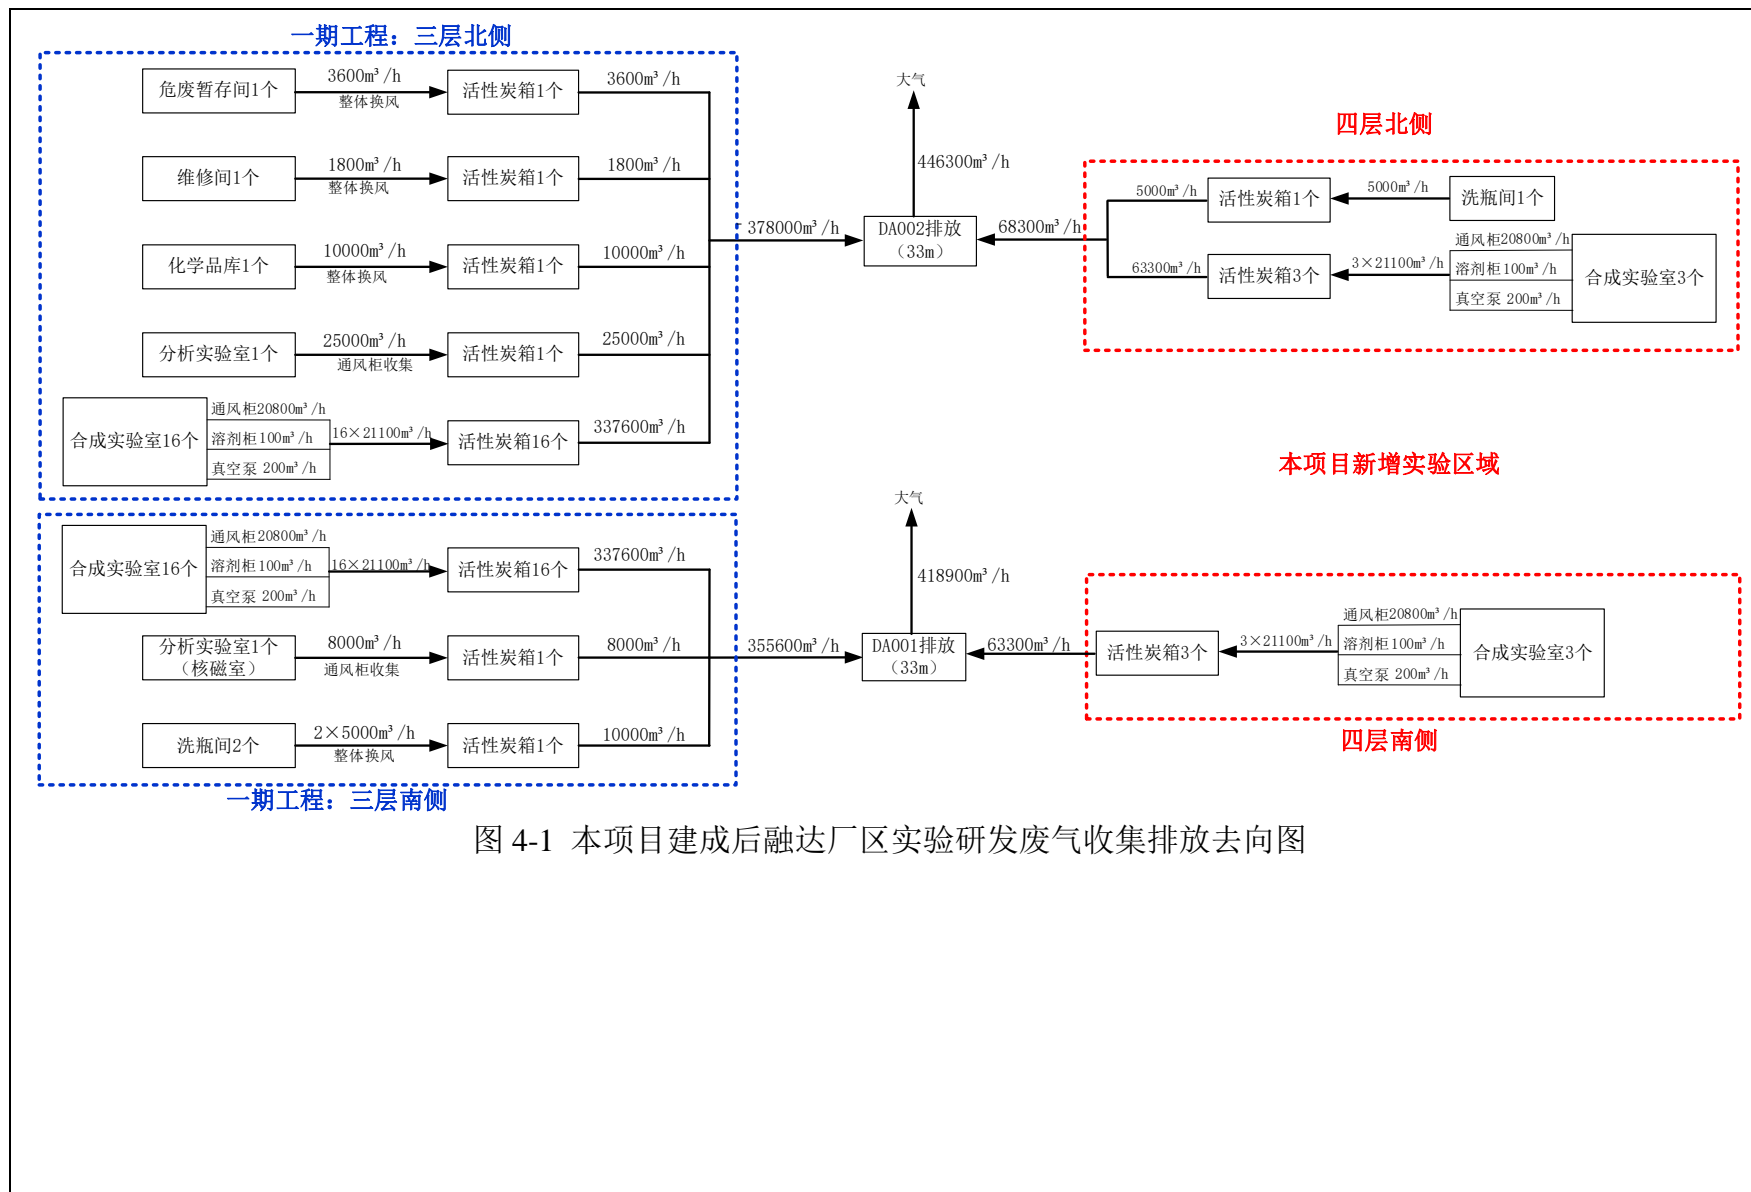 一期工程：三层北侧
危废暂存间1个
3600m³/h
整体换风
活性炭箱1个
3600m³/h
维修间1个
1800m³/h
整体换风
活性炭箱1个
1800m³/h
化学品库1个
10000m³/h
整体换风
活性炭箱1个
10000m³/h
分析实验室1个
25000m³/h
通风柜收集
活性炭箱1个
25000m³/h
合成实验室16个
通风柜20800m³/h
溶剂柜100m³/h
真空泵 200m³/h
16×21100m³/h
活性炭箱16个
337600m³/h
378000m³/h
大气
446300m³/h
DA002排放
（33m）
68300m³/h
四层北侧
5000m³/h
活性炭箱1个
5000m³/h
洗瓶间1个
63300m³/h
活性炭箱3个
3×21100m³/h
通风柜20800m³/h
溶剂柜100m³/h
真空泵 200m³/h
合成实验室3个
本项目新增实验区域
合成实验室16个
通风柜20800m³/h
溶剂柜100m³/h
真空泵 200m³/h
16×21100m³/h
活性炭箱16个
337600m³/h
分析实验室1个
（核磁室）
8000m³/h
通风柜收集
活性炭箱1个
8000m³/h
洗瓶间2个
2×5000m³/h
整体换风
活性炭箱1个
10000m³/h
一期工程：三层南侧
355600m³/h
大气
418900m³/h
DA001排放
（33m）
63300m³/h
活性炭箱3个
3×21100m³/h
通风柜20800m³/h
溶剂柜100m³/h
真空泵 200m³/h
合成实验室3个
四层南侧
图 4-1 本项目建成后融达厂区实验研发废气收集排放去向图